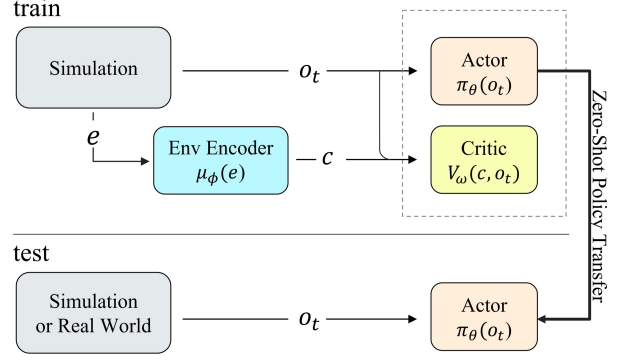 train
Simulation
o_t
Actor
π_θ(o_t)
e
Env Encoder
μ_ϕ(e)
c
Critic
V_ω(c, o_t)
Zero-Shot Policy Transfer
test
Simulation
or Real World
o_t
Actor
π_θ(o_t)